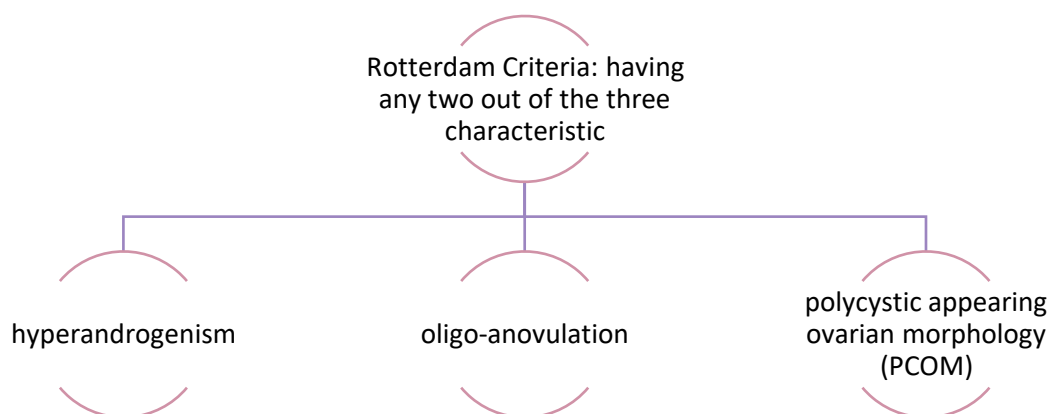 Rotterdam Criteria: having
any two out of the three
characteristic
hyperandrogenism
oligo-anovulation
polycystic appearing
ovarian morphology
(PCOM)